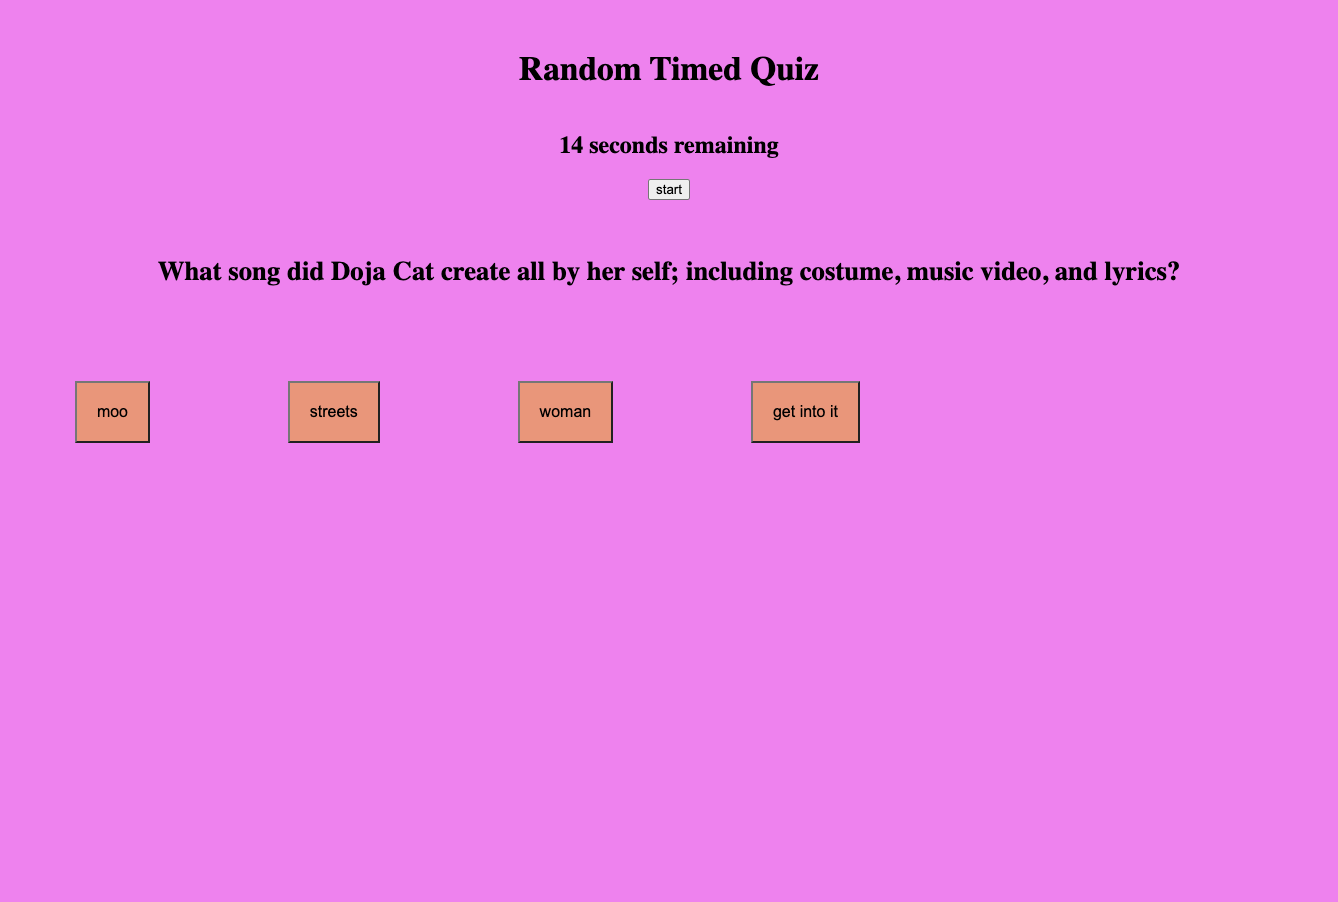 Random Timed Quiz
14 seconds remaining
start
What song did Doja Cat create all by her self; including costume, music video, and lyrics?
moo streets woman get into it